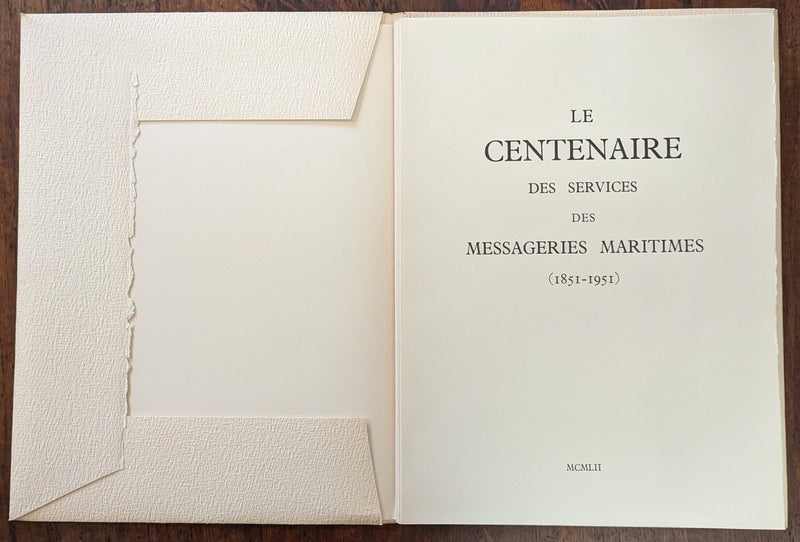 LE
CENTENAIRE
DES SERVICES
DES
MESSAGERIES MARITIMES
(1851-1951)
MCMLII